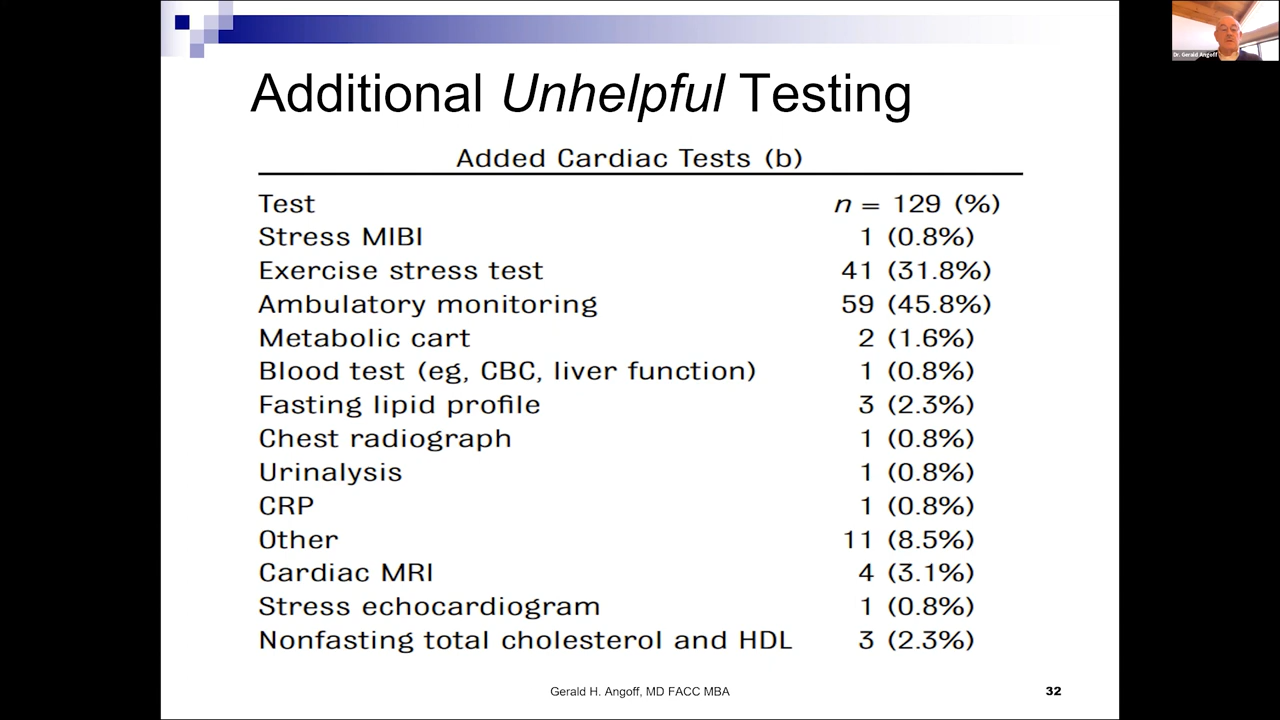 Dr. Gerald Angoff
Additional Unhelpful Testing
Added Cardiac Tests (b)
Test n = 129 (%)
Stress MIBI 1 (0.8%)
Exercise stress test 41 (31.8%)
Ambulatory monitoring 59 (45.8%)
Metabolic cart 2 (1.6%)
Blood test (eg, CBC, liver function) 1 (0.8%)
Fasting lipid profile 3 (2.3%)
Chest radiograph 1 (0.8%)
Urinalysis 1 (0.8%)
CRP 1 (0.8%)
Other 11 (8.5%)
Cardiac MRI 4 (3.1%)
Stress echocardiogram 1 (0.8%)
Nonfasting total cholesterol and HDL 3 (2.3%)
Gerald H. Angoff, MD FACC MBA 32